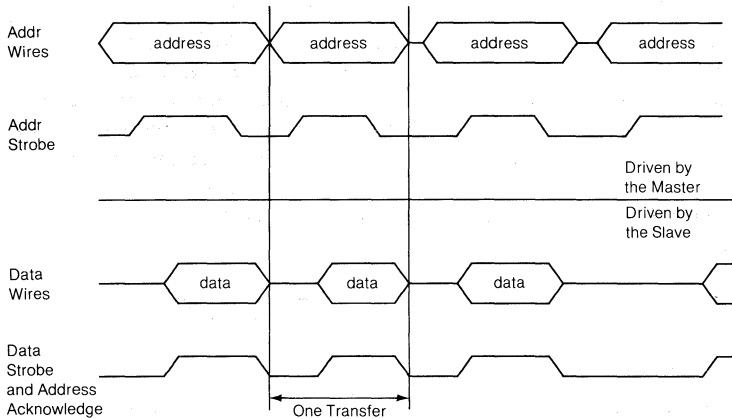 Addr
Wires
address
address
address
address
Addr
Strobe
Driven by
the Master
Driven by
the Slave
Data
Wires
data
data
data
Data
Strobe
and Address
Acknowledge
One Transfer